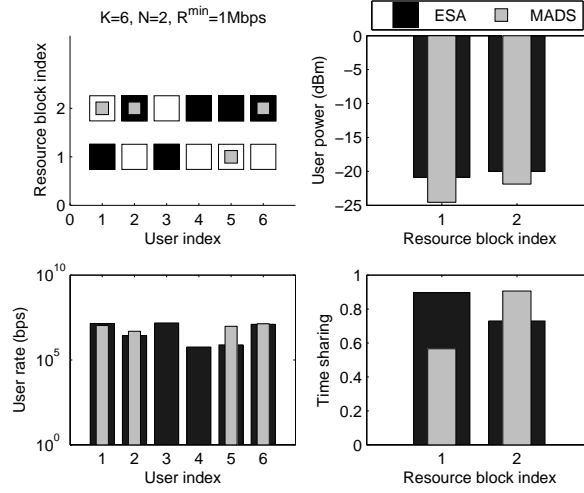 K=6, N=2, R^min=1Mbps
ESA MADS
Resource block index
2
1
0
0 1 2 3 4 5 6
User index
User power (dBm)
0
−5
−10
−15
−20
−25
1 2
Resource block index
User rate (bps)
10^10
10^5
10^0
1 2 3 4 5 6
User index
Time sharing
1
0.8
0.6
0.4
0.2
0
1 2
Resource block index